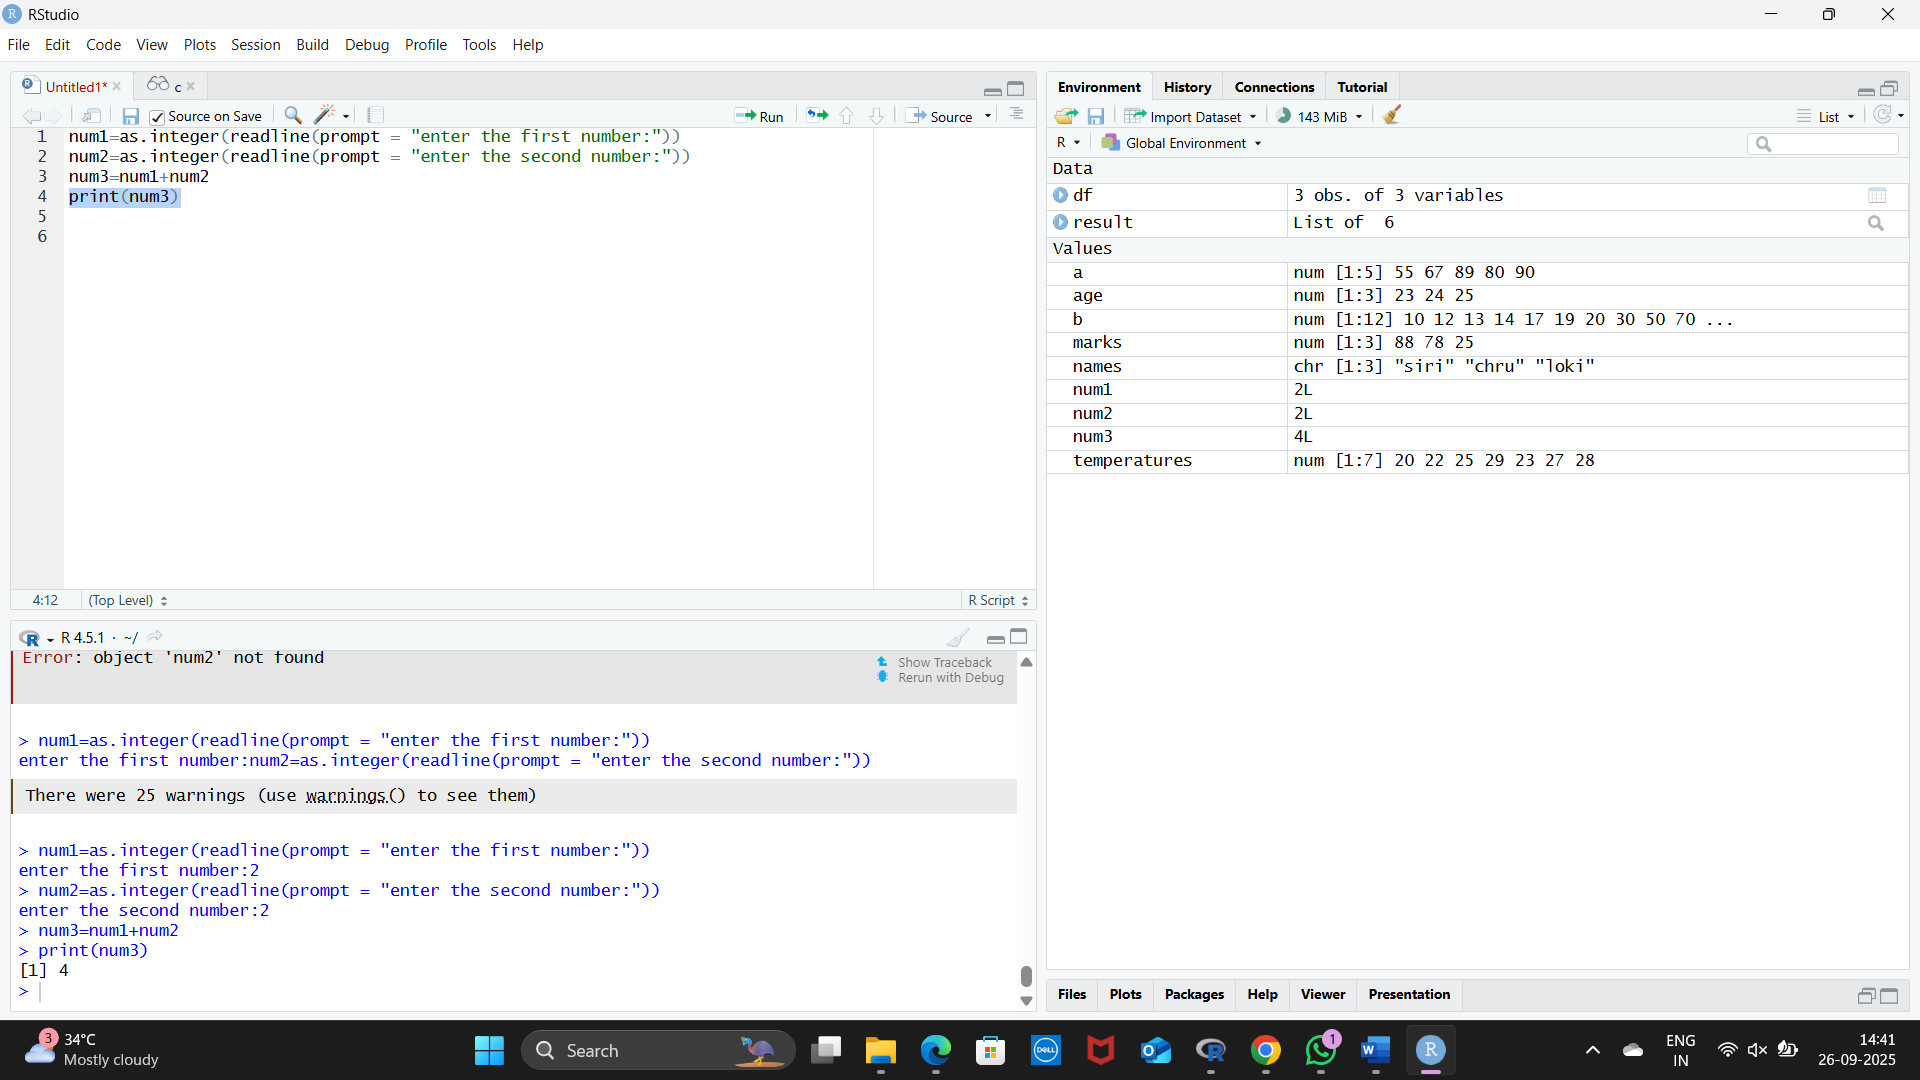 RStudio
File Edit Code View Plots Session Build Debug Profile Tools Help
Untitled1* c
Source on Save Run Source
1 num1=as.integer(readline(prompt = "enter the first number:"))
2 num2=as.integer(readline(prompt = "enter the second number:"))
3 num3=num1+num2
4 print(num3)
5
6
4:12 (Top Level) R Script
R 4.5.1 · ~/
Error: object 'num2' not found
Show Traceback
Rerun with Debug
> num1=as.integer(readline(prompt = "enter the first number:"))
enter the first number:num2=as.integer(readline(prompt = "enter the second number:"))
There were 25 warnings (use warnings() to see them)
> num1=as.integer(readline(prompt = "enter the first number:"))
enter the first number:2
> num2=as.integer(readline(prompt = "enter the second number:"))
enter the second number:2
> num3=num1+num2
> print(num3)
[1] 4
>
Environment History Connections Tutorial
Import Dataset 143 MiB List
R Global Environment
Data
df 3 obs. of 3 variables
result List of 6
Values
a num [1:5] 55 67 89 80 90
age num [1:3] 23 24 25
b num [1:12] 10 12 13 14 17 19 20 30 50 70 ...
marks num [1:3] 88 78 25
names chr [1:3] "siri" "chru" "loki"
num1 2L
num2 2L
num3 4L
temperatures num [1:7] 20 22 25 29 23 27 28
Files Plots Packages Help Viewer Presentation
3 34°C
Mostly cloudy
Search
DELL
1
ENG
IN
14:41
26-09-2025